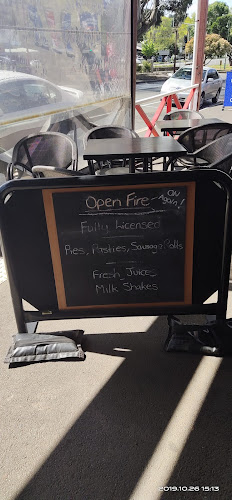 Open Fire
On Again!
Fully Licensed
Pies, Pasties, Sausage Rolls
Fresh Juices
Milk Shakes
2019.10.26 15:13